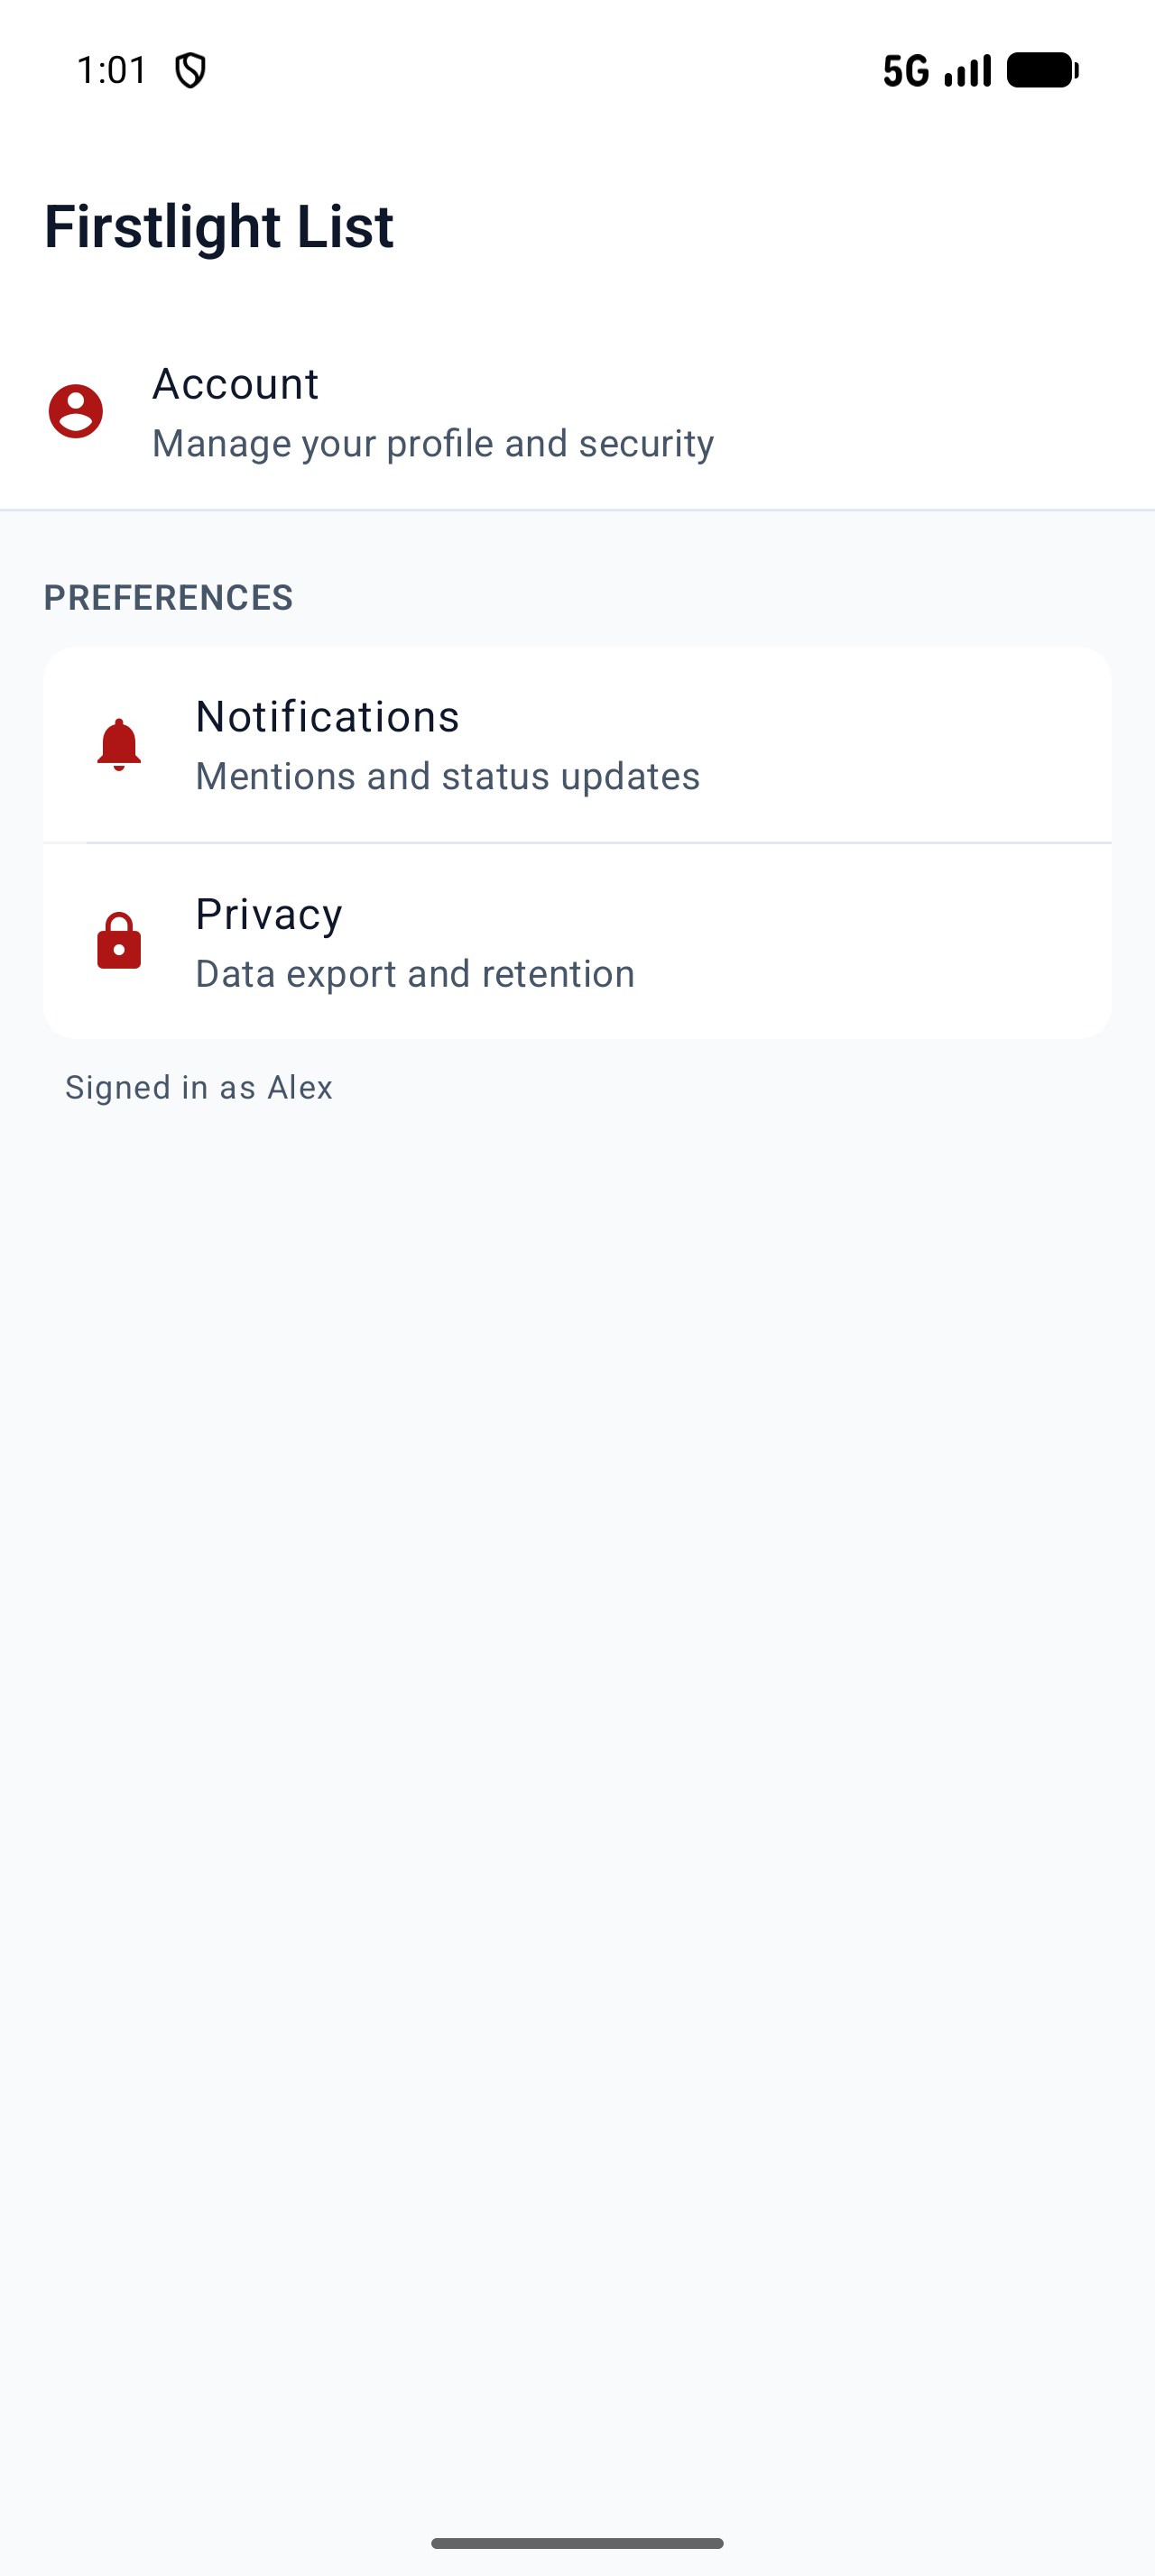 1:01 5G
Firstlight List
Account
Manage your profile and security
PREFERENCES
Notifications
Mentions and status updates
Privacy
Data export and retention
Signed in as Alex